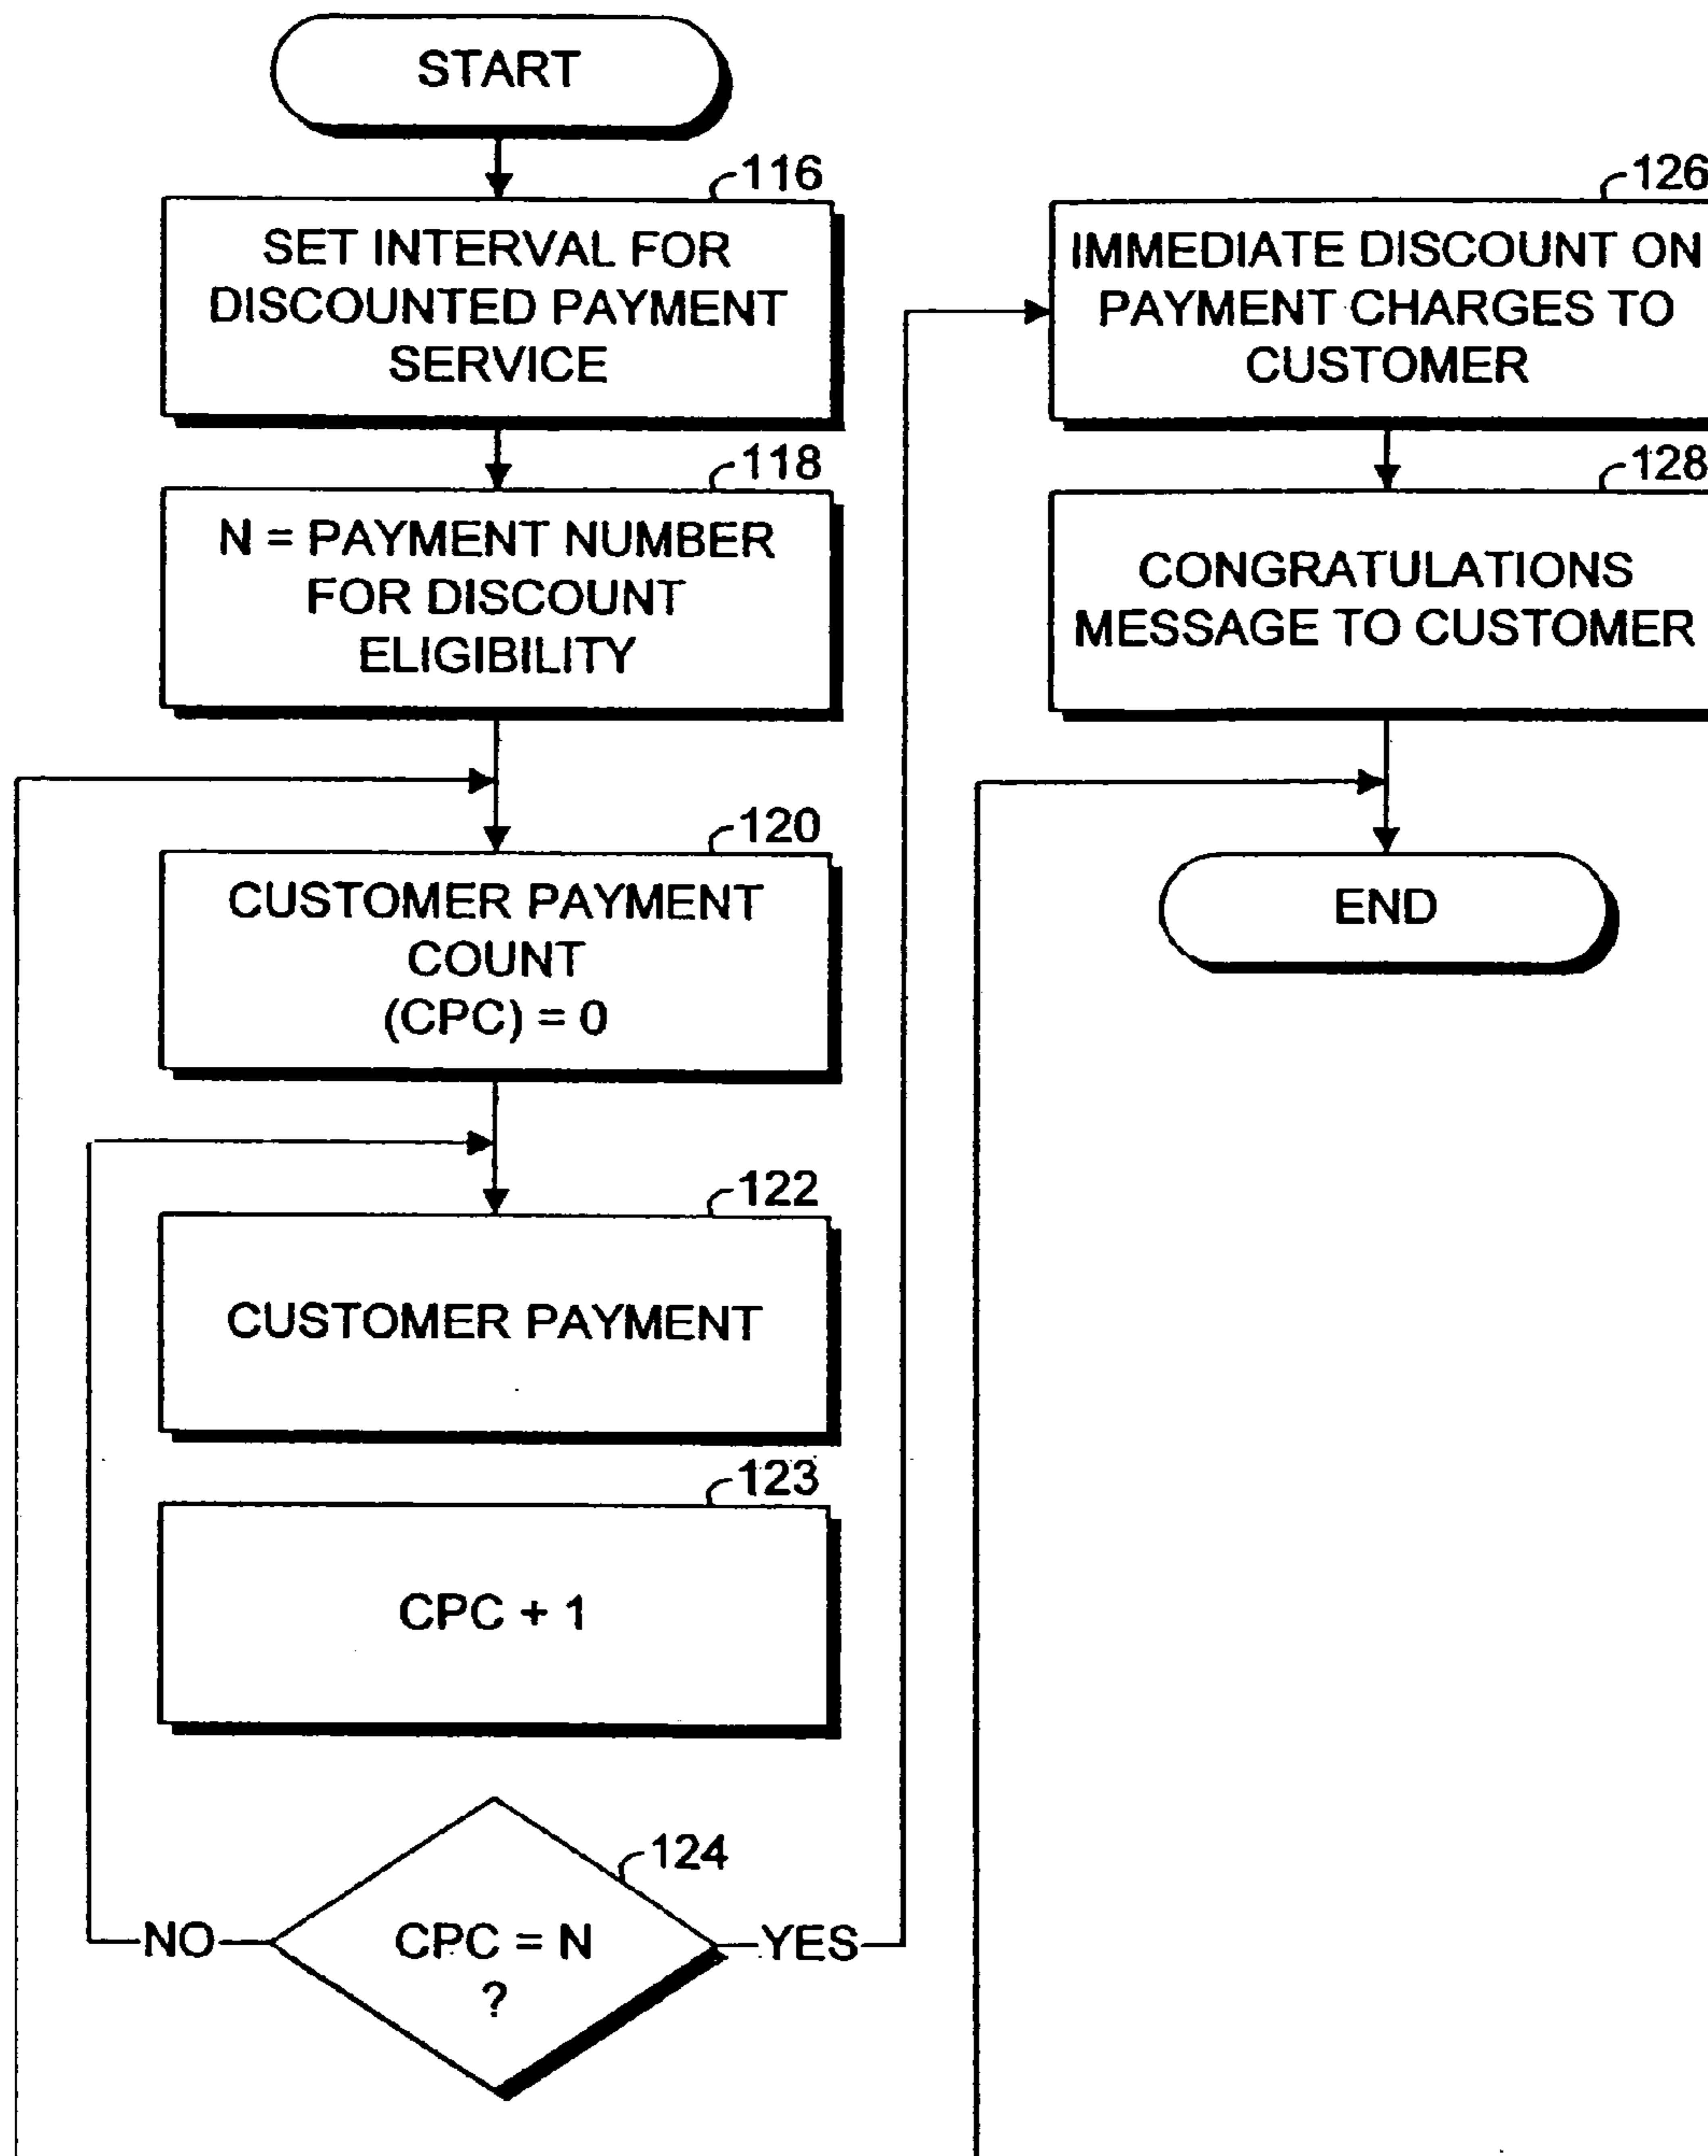 START
116
SET INTERVAL FOR
DISCOUNTED PAYMENT
SERVICE
118
N = PAYMENT NUMBER
FOR DISCOUNT
ELIGIBILITY
120
CUSTOMER PAYMENT
COUNT
(CPC) = 0
122
CUSTOMER PAYMENT
123
CPC + 1
124
CPC = N
?
NO
YES
126
IMMEDIATE DISCOUNT ON
PAYMENT CHARGES TO
CUSTOMER
128
CONGRATULATIONS
MESSAGE TO CUSTOMER
END